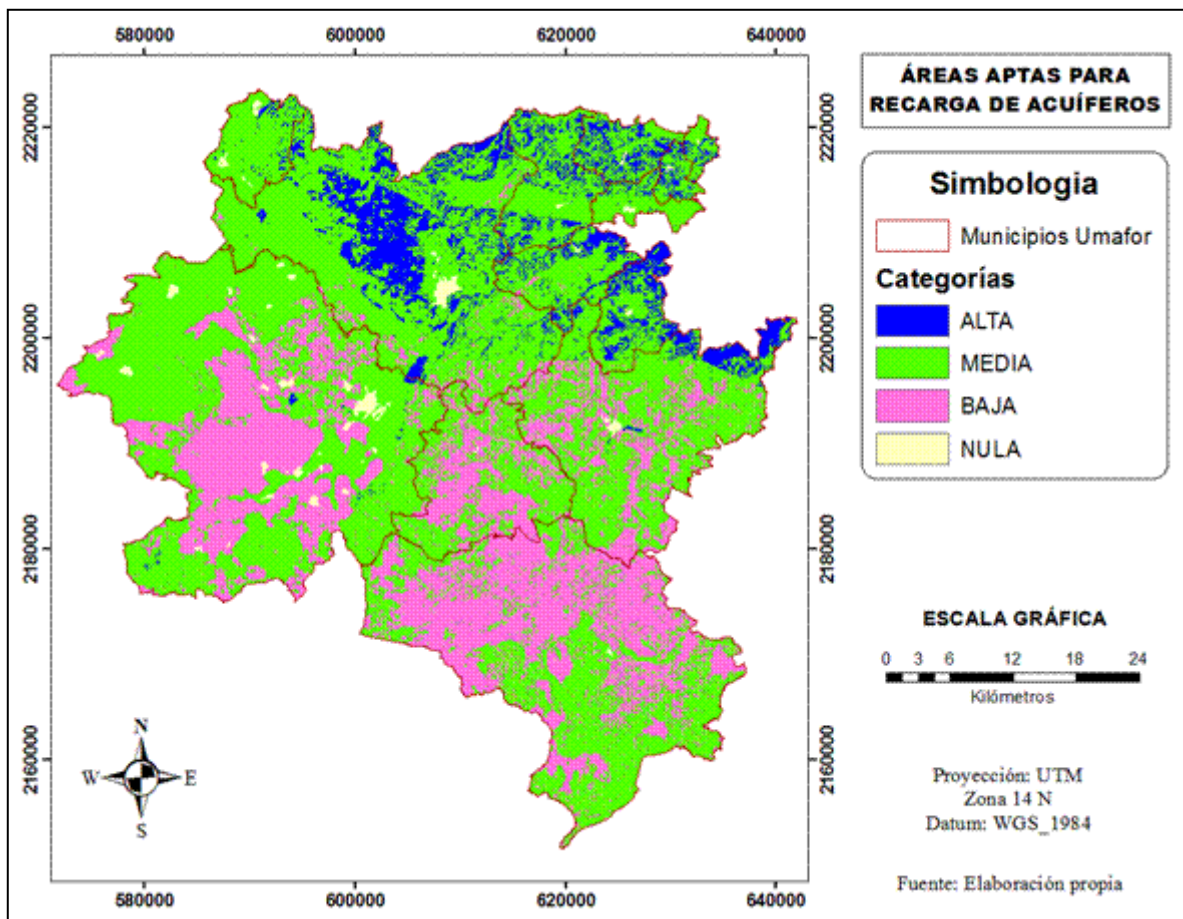 580000 600000 620000 640000
2220000
2200000
2180000
2160000
2220000
2200000
2180000
2160000
580000 600000 620000 640000
N
W E
S
ÁREAS APTAS PARA
RECARGA DE ACUÍFEROS
Simbologia
Municipios Umafor
Categorías
ALTA
MEDIA
BAJA
NULA
ESCALA GRÁFICA
0 3 6 12 18 24
Kilómetros
Proyección: UTM
Zona 14 N
Datum: WGS_1984
Fuente: Elaboración propia